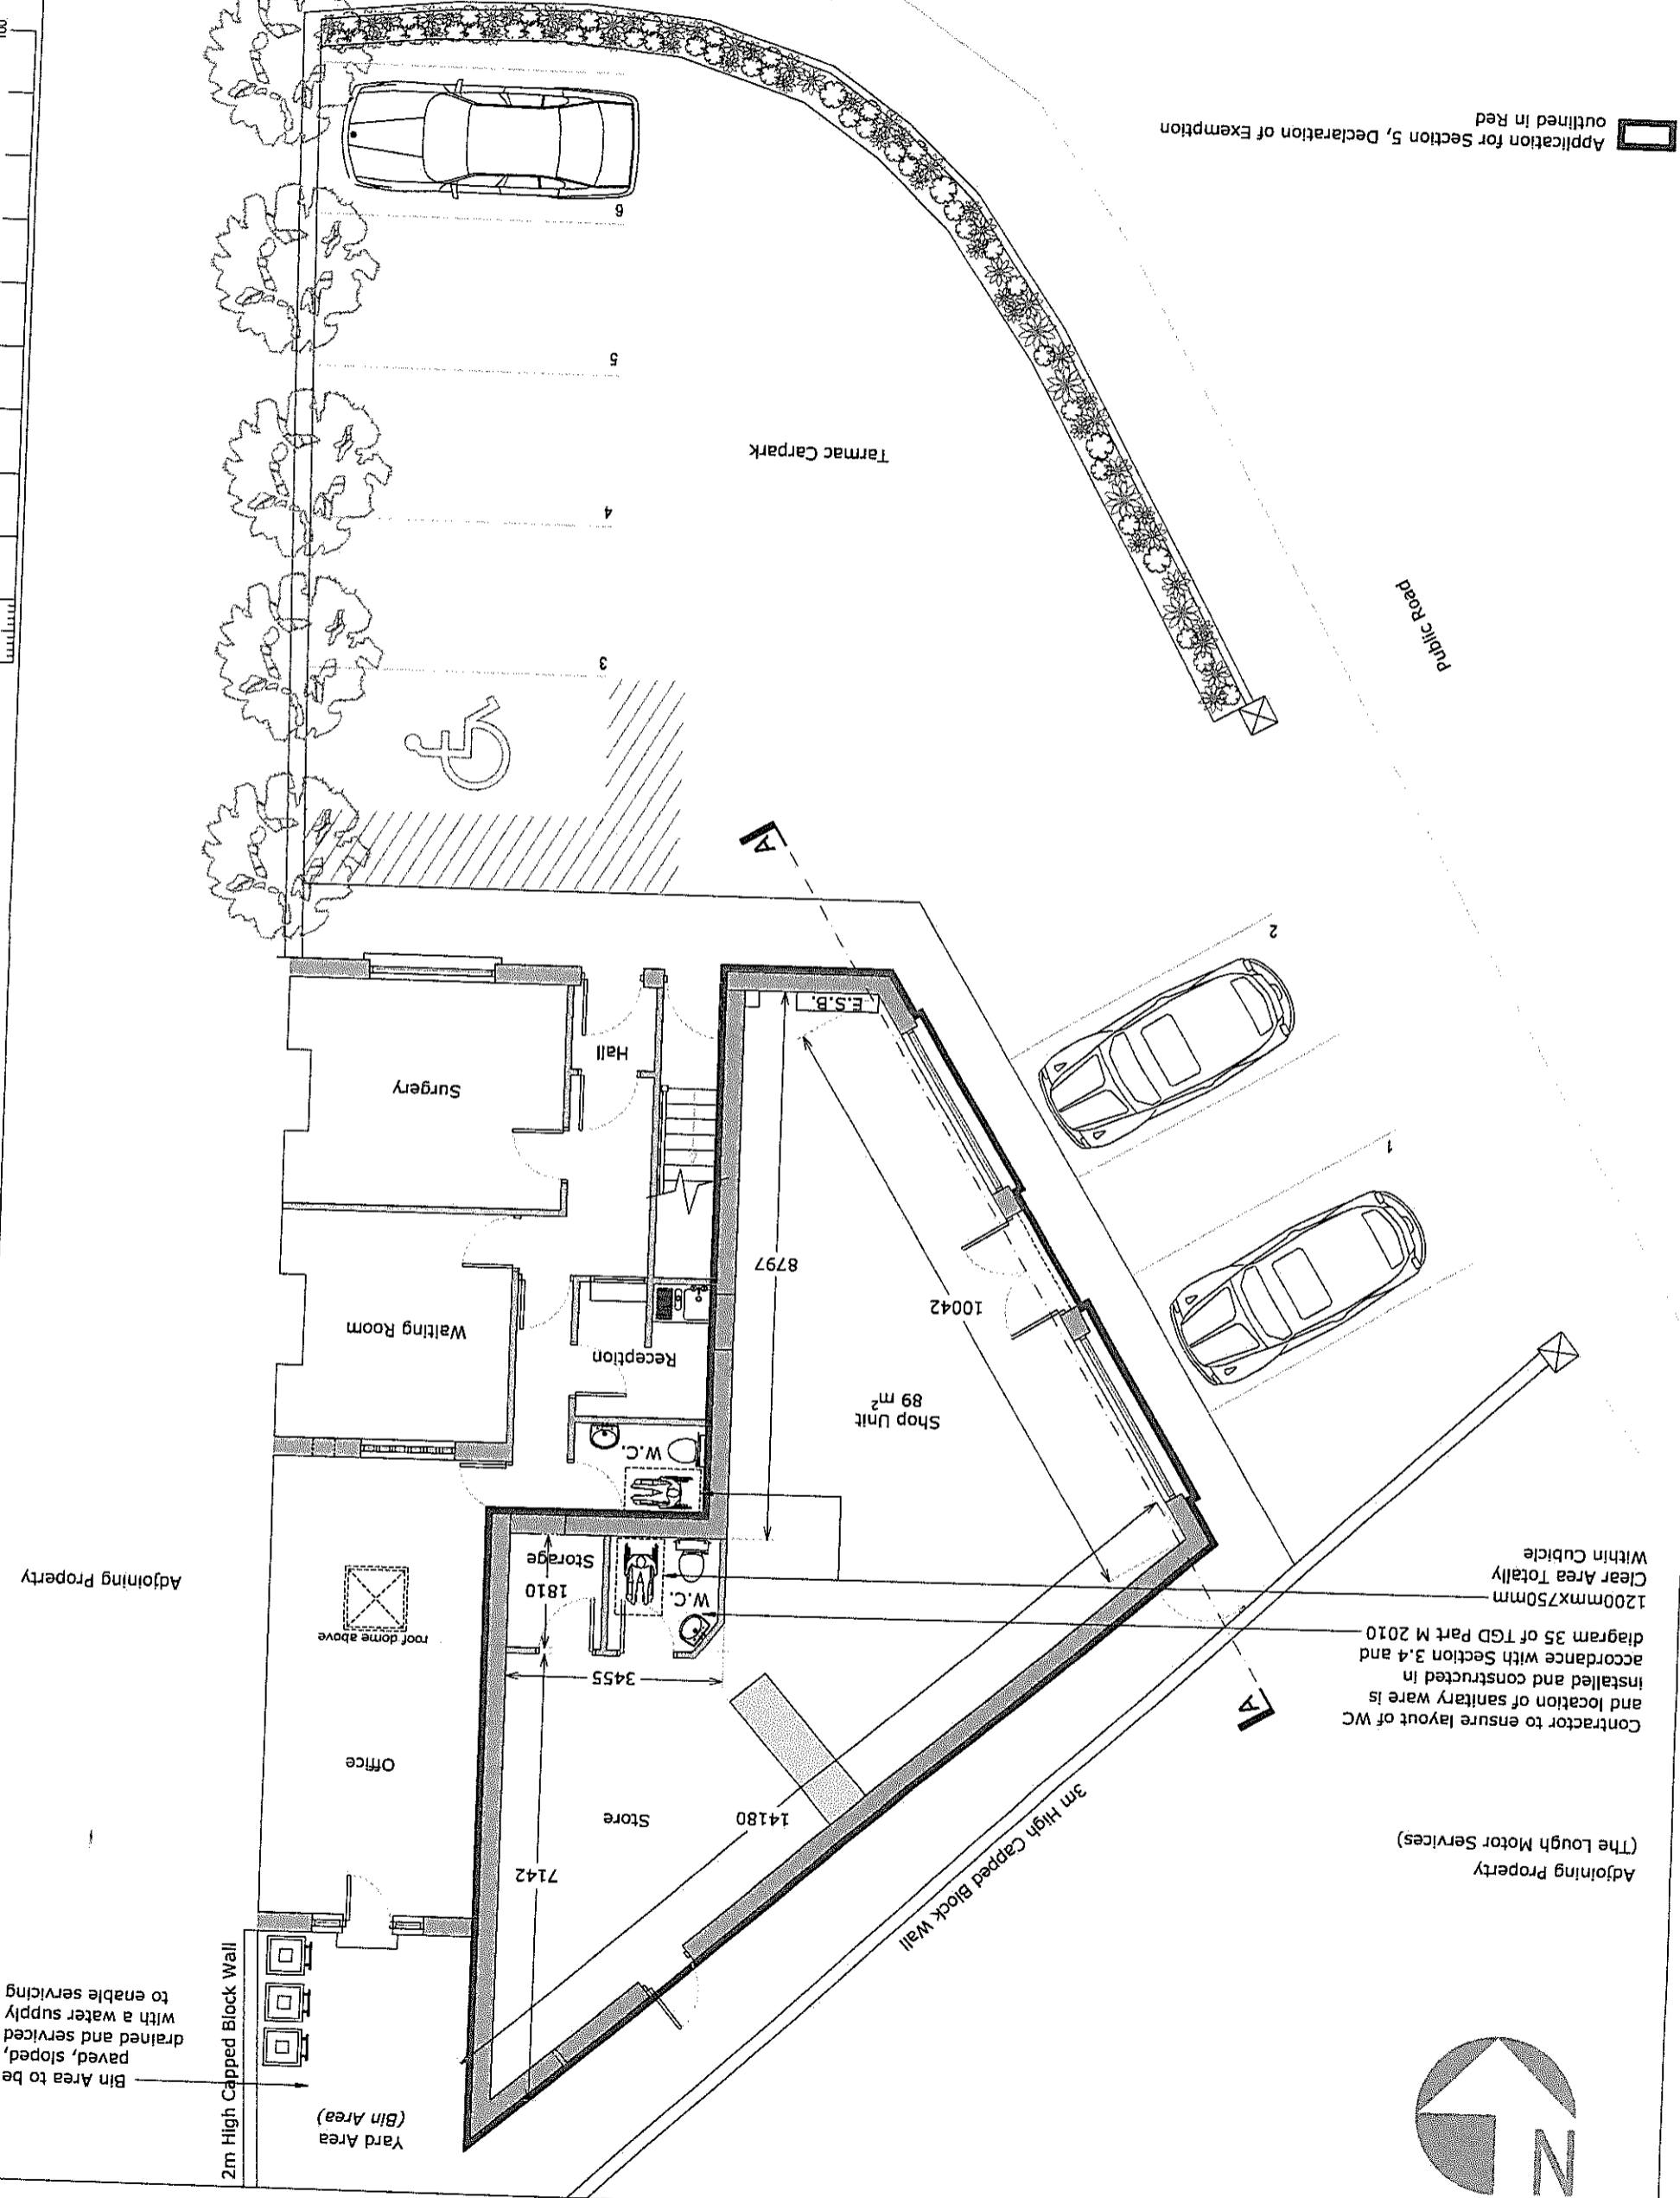 N
Yard Area
(Bin Area)
Bin Area to be
paved, sloped,
drained and serviced
with a water supply
to enable servicing
2m High Capped Block Wall
3m High Capped Block Wall
Adjoining Property
(The Lough Motor Services)
7142
14180
Store
Office
3455
Contractor to ensure layout of WC
and location of sanitary ware is
installed and constructed in
accordance with Section 3.4 and
diagram 35 of TGD Part M 2010
1200mmx750mm
Clear Area Totally
Within Cubicle
A
roof dome above
W.C.
1810
Storage
Adjoining Property
W.C.
Shop Unit
89 m²
Reception
Waiting Room
10042
8797
Surgery
Hall
E.S.B.
1
2
A
Public Road
3
4
Tarmac Carpark
5
6
Application for Section 5, Declaration of Exemption
outlined in Red